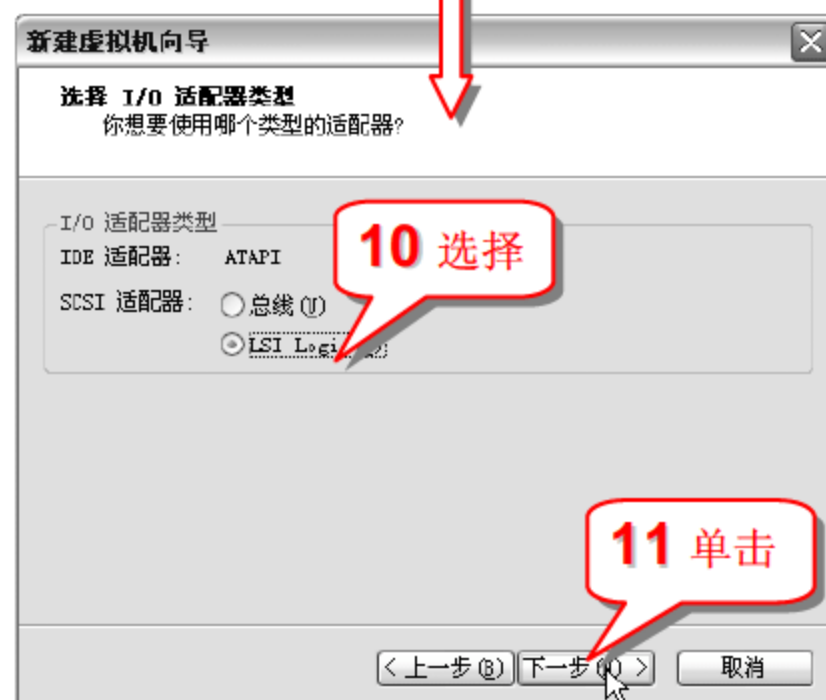 新建虚拟机向导
选择 I/O 适配器类型
你想要使用哪个类型的适配器?
I/O 适配器类型
IDE 适配器: ATAPI
10 选择
SCSI 适配器: 总线(U)
LSI
11 单击
< 上一步(B) 下一步 > 取消